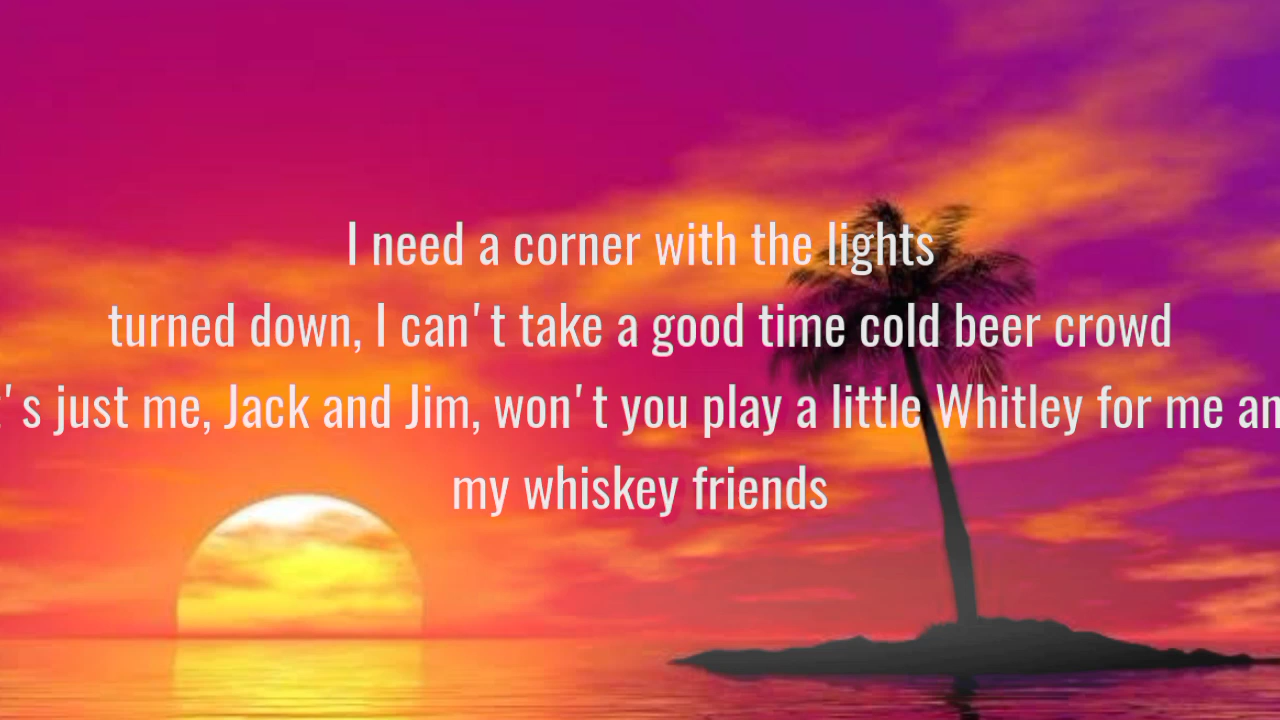 I need a corner with the lights
turned down, I can't take a good time cold beer crowd
's just me, Jack and Jim, won't you play a little Whitley for me an
my whiskey friends